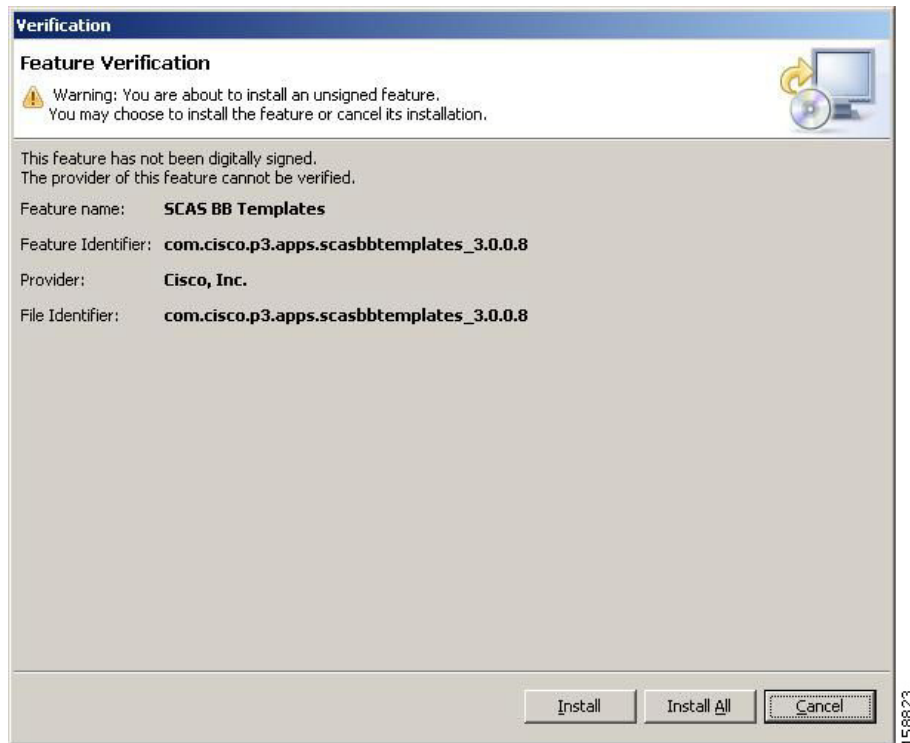 Verification
Feature Verification
Warning: You are about to install an unsigned feature.
You may choose to install the feature or cancel its installation.
This feature has not been digitally signed.
The provider of this feature cannot be verified.
Feature name: SCAS BB Templates
Feature Identifier: com.cisco.p3.apps.scasbbtemplates_3.0.0.8
Provider: Cisco, Inc.
File Identifier: com.cisco.p3.apps.scasbbtemplates_3.0.0.8
Install Install All Cancel
158823